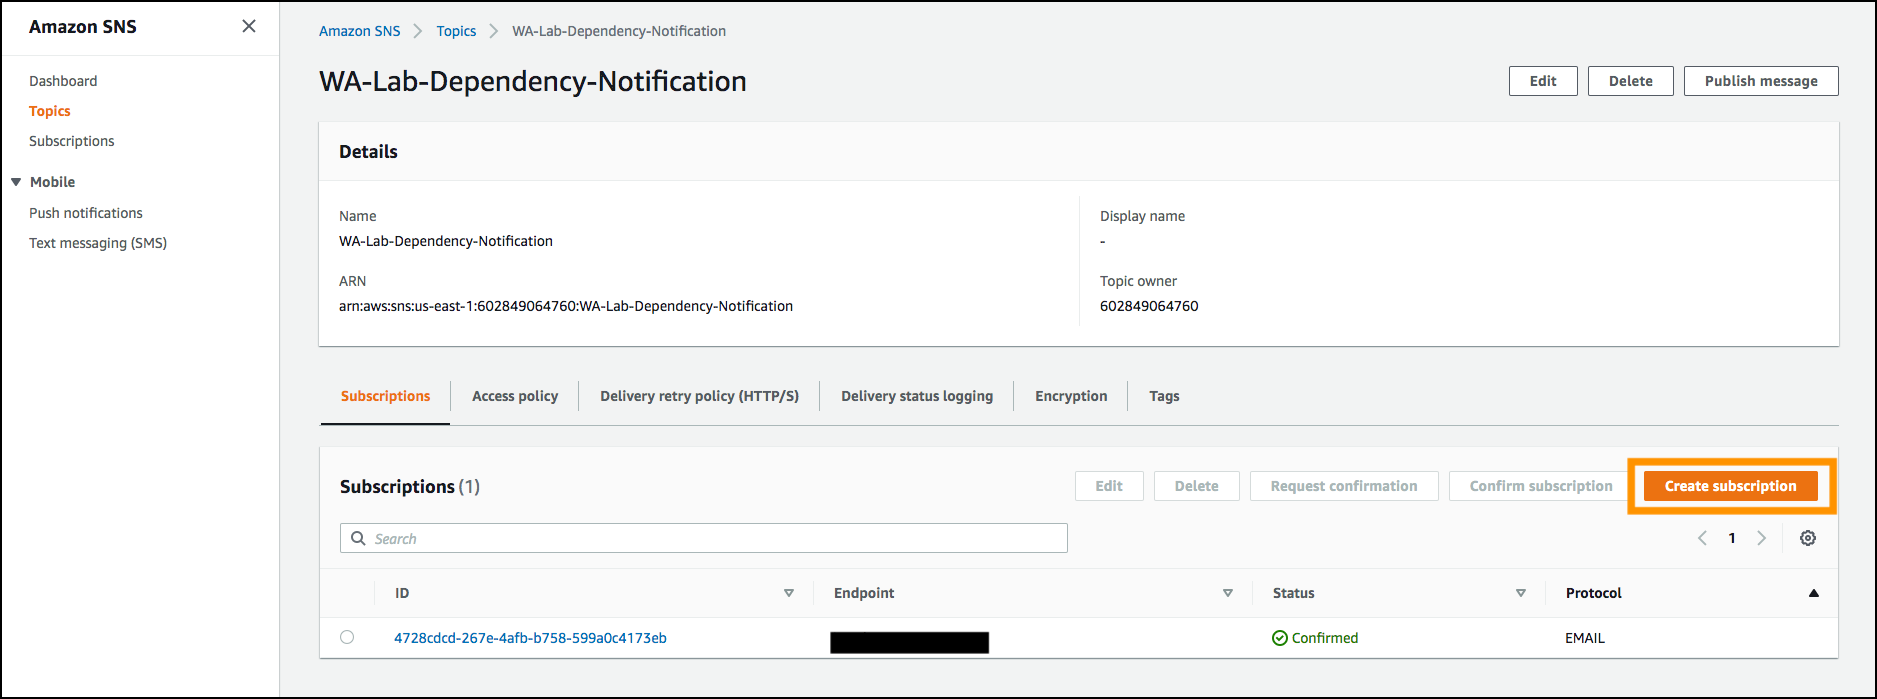 Amazon SNS
Dashboard
Topics
Subscriptions
Mobile
Push notifications
Text messaging (SMS)
Amazon SNS Topics WA-Lab-Dependency-Notification
WA-Lab-Dependency-Notification
Edit Delete Publish message
Details
Name
WA-Lab-Dependency-Notification
ARN
arn:aws:sns:us-east-1:602849064760:WA-Lab-Dependency-Notification
Display name
-
Topic owner
602849064760
Subscriptions Access policy Delivery retry policy (HTTP/S) Delivery status logging Encryption Tags
Subscriptions (1)
Edit Delete Request confirmation Confirm subscription Create subscription
Search
1
ID Endpoint Status Protocol
4728cdcd-267e-4afb-b758-599a0c4173eb Confirmed EMAIL